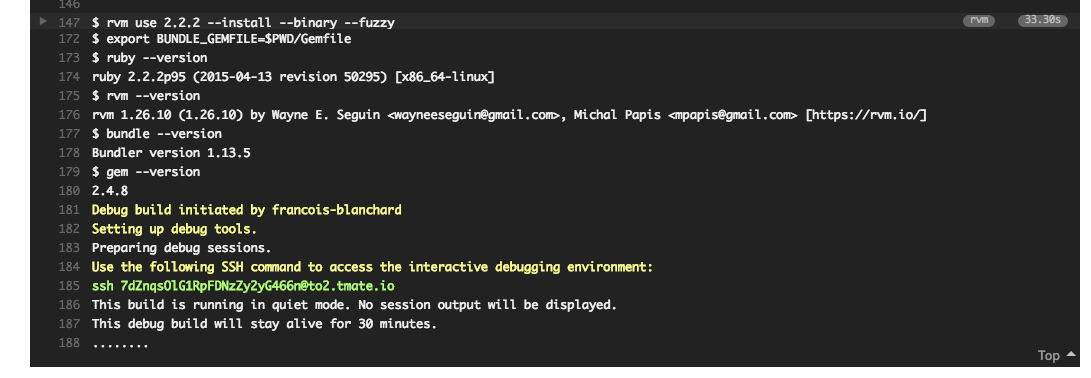 146
147 $ rvm use 2.2.2 --install --binary --fuzzy rvm 33.30s
172 $ export BUNDLE_GEMFILE=$PWD/Gemfile
173 $ ruby --version
174 ruby 2.2.2p95 (2015-04-13 revision 50295) [x86_64-linux]
175 $ rvm --version
176 rvm 1.26.10 (1.26.10) by Wayne E. Seguin <wayneeseguin@gmail.com>, Michal Papis <mpapis@gmail.com> [https://rvm.io/]
177 $ bundle --version
178 Bundler version 1.13.5
179 $ gem --version
180 2.4.8
181 Debug build initiated by francois-blanchard
182 Setting up debug tools.
183 Preparing debug sessions.
184 Use the following SSH command to access the interactive debugging environment:
185 ssh 7dZnqsOlG1RpFDNzZy2yG466n@to2.tmate.io
186 This build is running in quiet mode. No session output will be displayed.
187 This debug build will stay alive for 30 minutes.
188 ........
Top